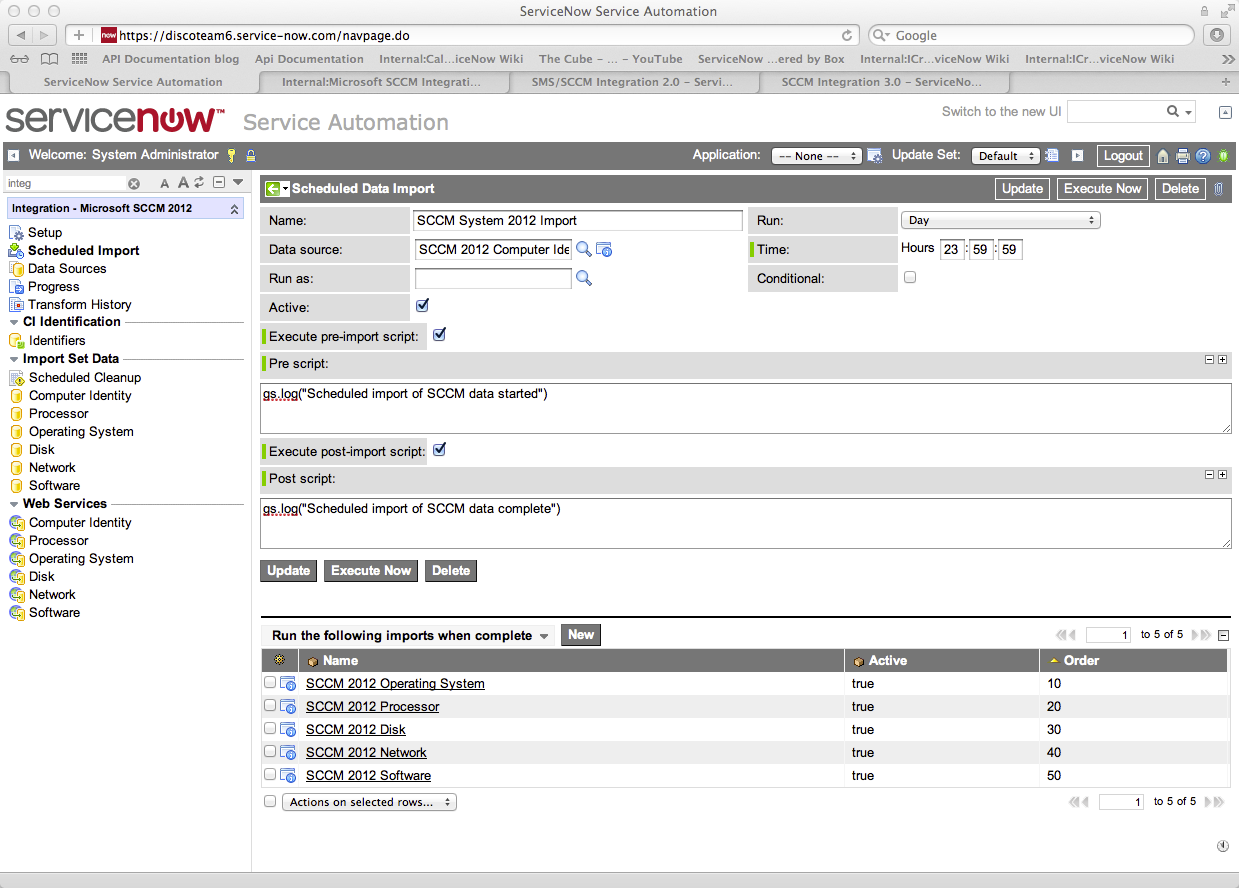 ServiceNow Service Automation
https://discoteam6.service-now.com/navpage.do
Google
API Documentation blog
Api Documentation
Internal:Cal...iceNow Wiki
The Cube – ... – YouTube
ServiceNow ...ered by Box
Internal:ICr...viceNow Wiki
Internal:ICr...viceNow Wiki
ServiceNow Service Automation
Internal:Microsoft SCCM Integrati...
SMS/SCCM Integration 2.0 – Servi...
SCCM Integration 3.0 – ServiceNo...
servicenow™ Service Automation
Switch to the new UI
Welcome: System Administrator
Application: -- None --
Update Set: Default
Logout
integ
A A
Integration - Microsoft SCCM 2012
Setup
Scheduled Import
Data Sources
Progress
Transform History
CI Identification
Identifiers
Import Set Data
Scheduled Cleanup
Computer Identity
Processor
Operating System
Disk
Network
Software
Web Services
Computer Identity
Processor
Operating System
Disk
Network
Software
Scheduled Data Import
Update
Execute Now
Delete
Name: SCCM System 2012 Import
Run: Day
Data source: SCCM 2012 Computer Ide
Time: Hours 23 : 59 : 59
Run as:
Conditional:
Active:
Execute pre-import script:
Pre script:
gs.log("Scheduled import of SCCM data started")
Execute post-import script:
Post script:
gs.log("Scheduled import of SCCM data complete")
Update
Execute Now
Delete
Run the following imports when complete
New
1 to 5 of 5
Name Active Order
SCCM 2012 Operating System true 10
SCCM 2012 Processor true 20
SCCM 2012 Disk true 30
SCCM 2012 Network true 40
SCCM 2012 Software true 50
Actions on selected rows...
1 to 5 of 5